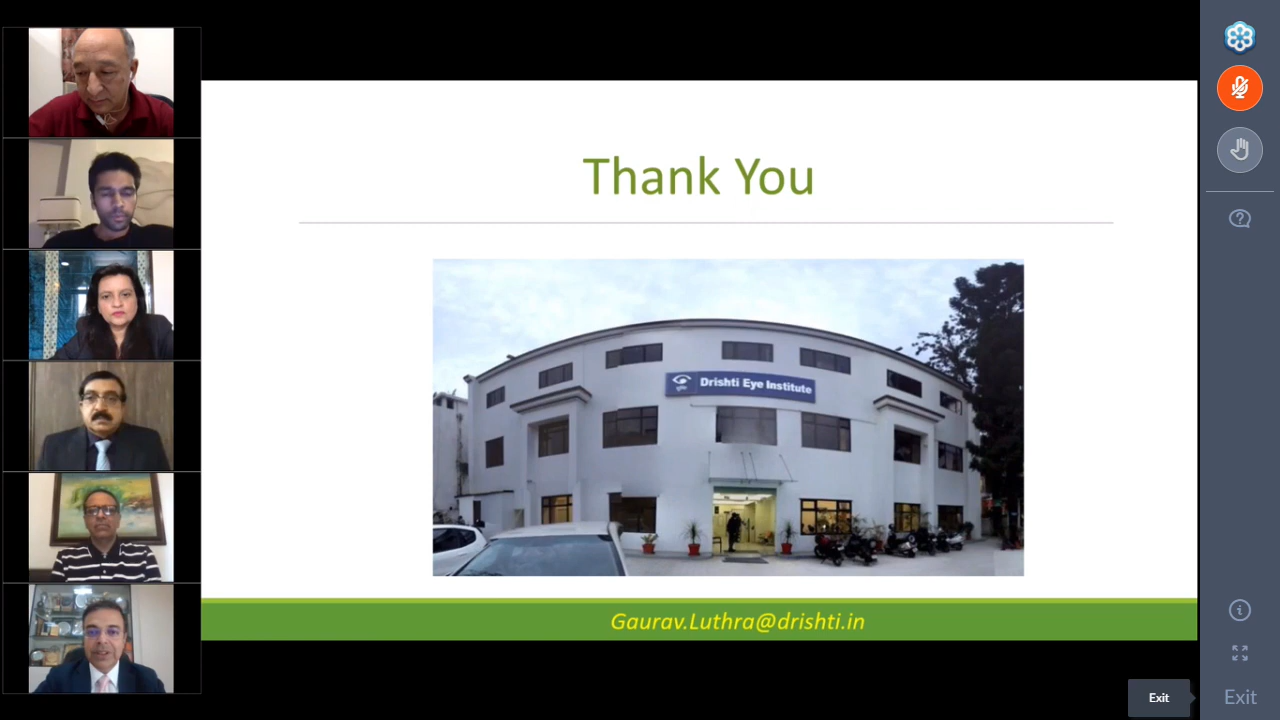 Thank You
Drishti Eye Institute
Gaurav.Luthra@drishti.in
Exit
Exit